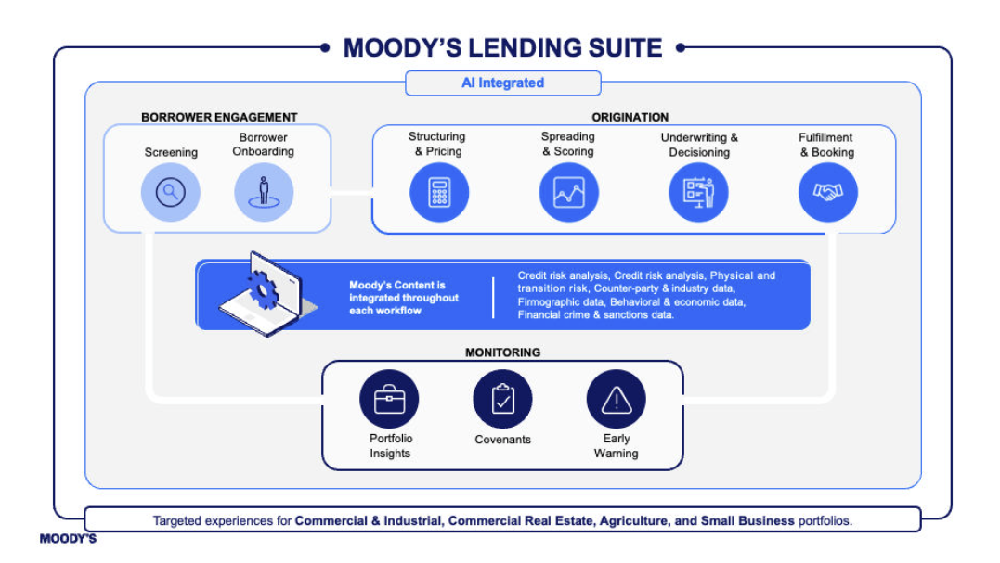 MOODY'S LENDING SUITE
AI Integrated
BORROWER ENGAGEMENT
Screening
Borrower
Onboarding
ORIGINATION
Structuring
& Pricing
Spreading
& Scoring
Underwriting &
Decisioning
Fulfillment
& Booking
Moody's Content is
integrated throughout
each workflow
Credit risk analysis, Credit risk analysis, Physical and
transition risk, Counter-party & industry data,
Firmographic data, Behavioral & economic data,
Financial crime & sanctions data.
MONITORING
Portfolio
Insights
Covenants
Early
Warning
Targeted experiences for Commercial & Industrial, Commercial Real Estate, Agriculture, and Small Business portfolios.
MOODY'S